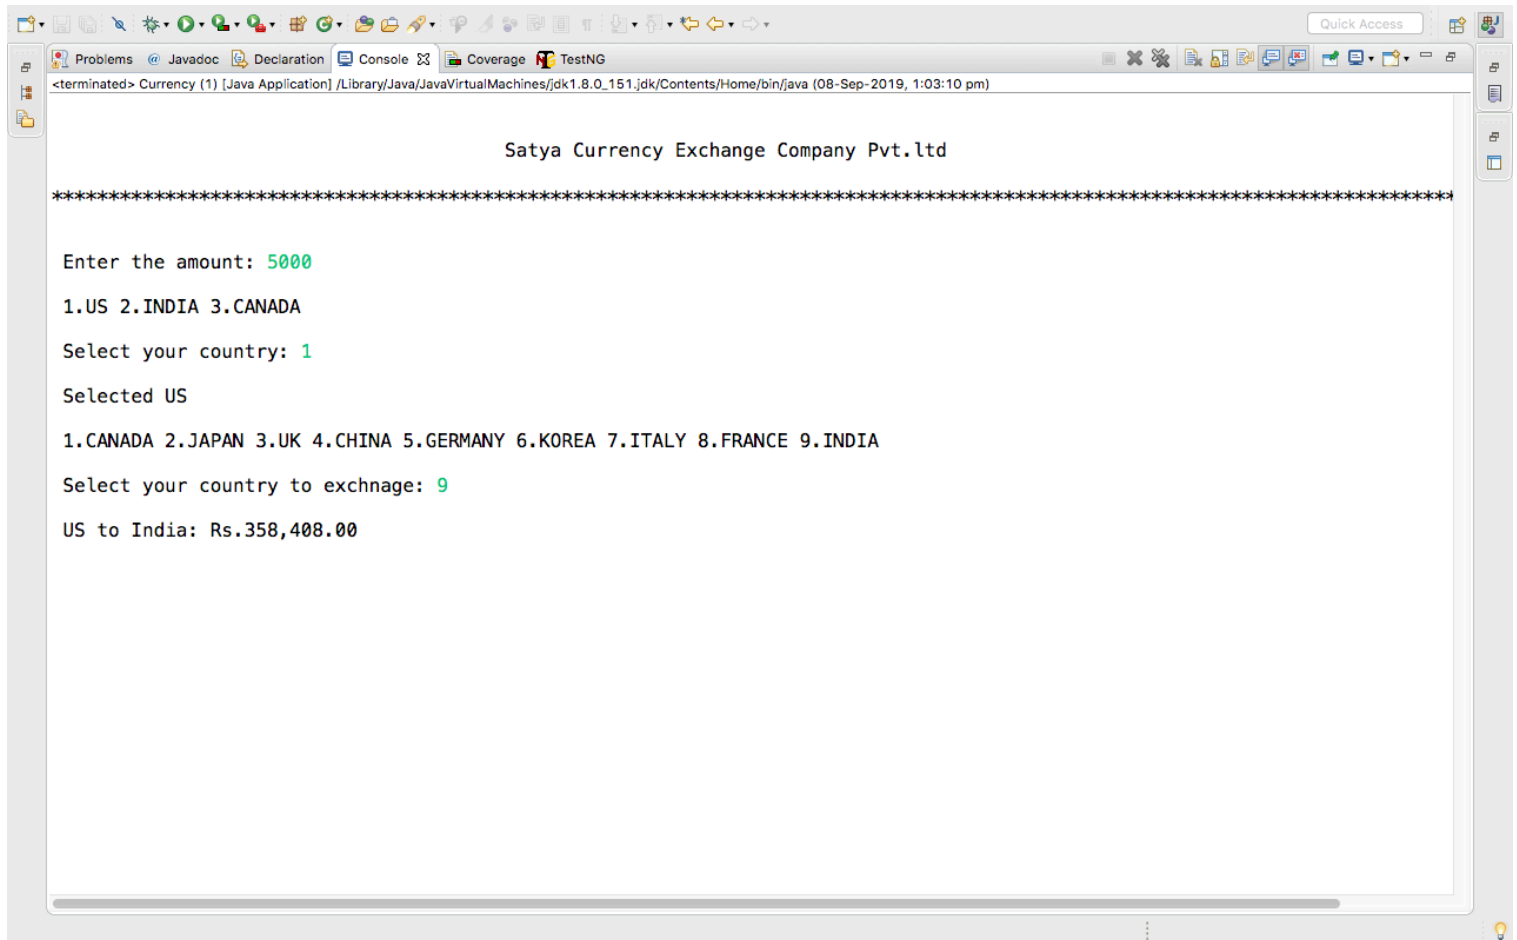 Quick Access
Problems @ Javadoc Declaration Console Coverage TestNG
<terminated> Currency (1) [Java Application] /Library/Java/JavaVirtualMachines/jdk1.8.0_151.jdk/Contents/Home/bin/java (08-Sep-2019, 1:03:10 pm)
Satya Currency Exchange Company Pvt.ltd
****************************************************************************************************************************
Enter the amount: 5000
1.US 2.INDIA 3.CANADA
Select your country: 1
Selected US
1.CANADA 2.JAPAN 3.UK 4.CHINA 5.GERMANY 6.KOREA 7.ITALY 8.FRANCE 9.INDIA
Select your country to exchnage: 9
US to India: Rs.358,408.00